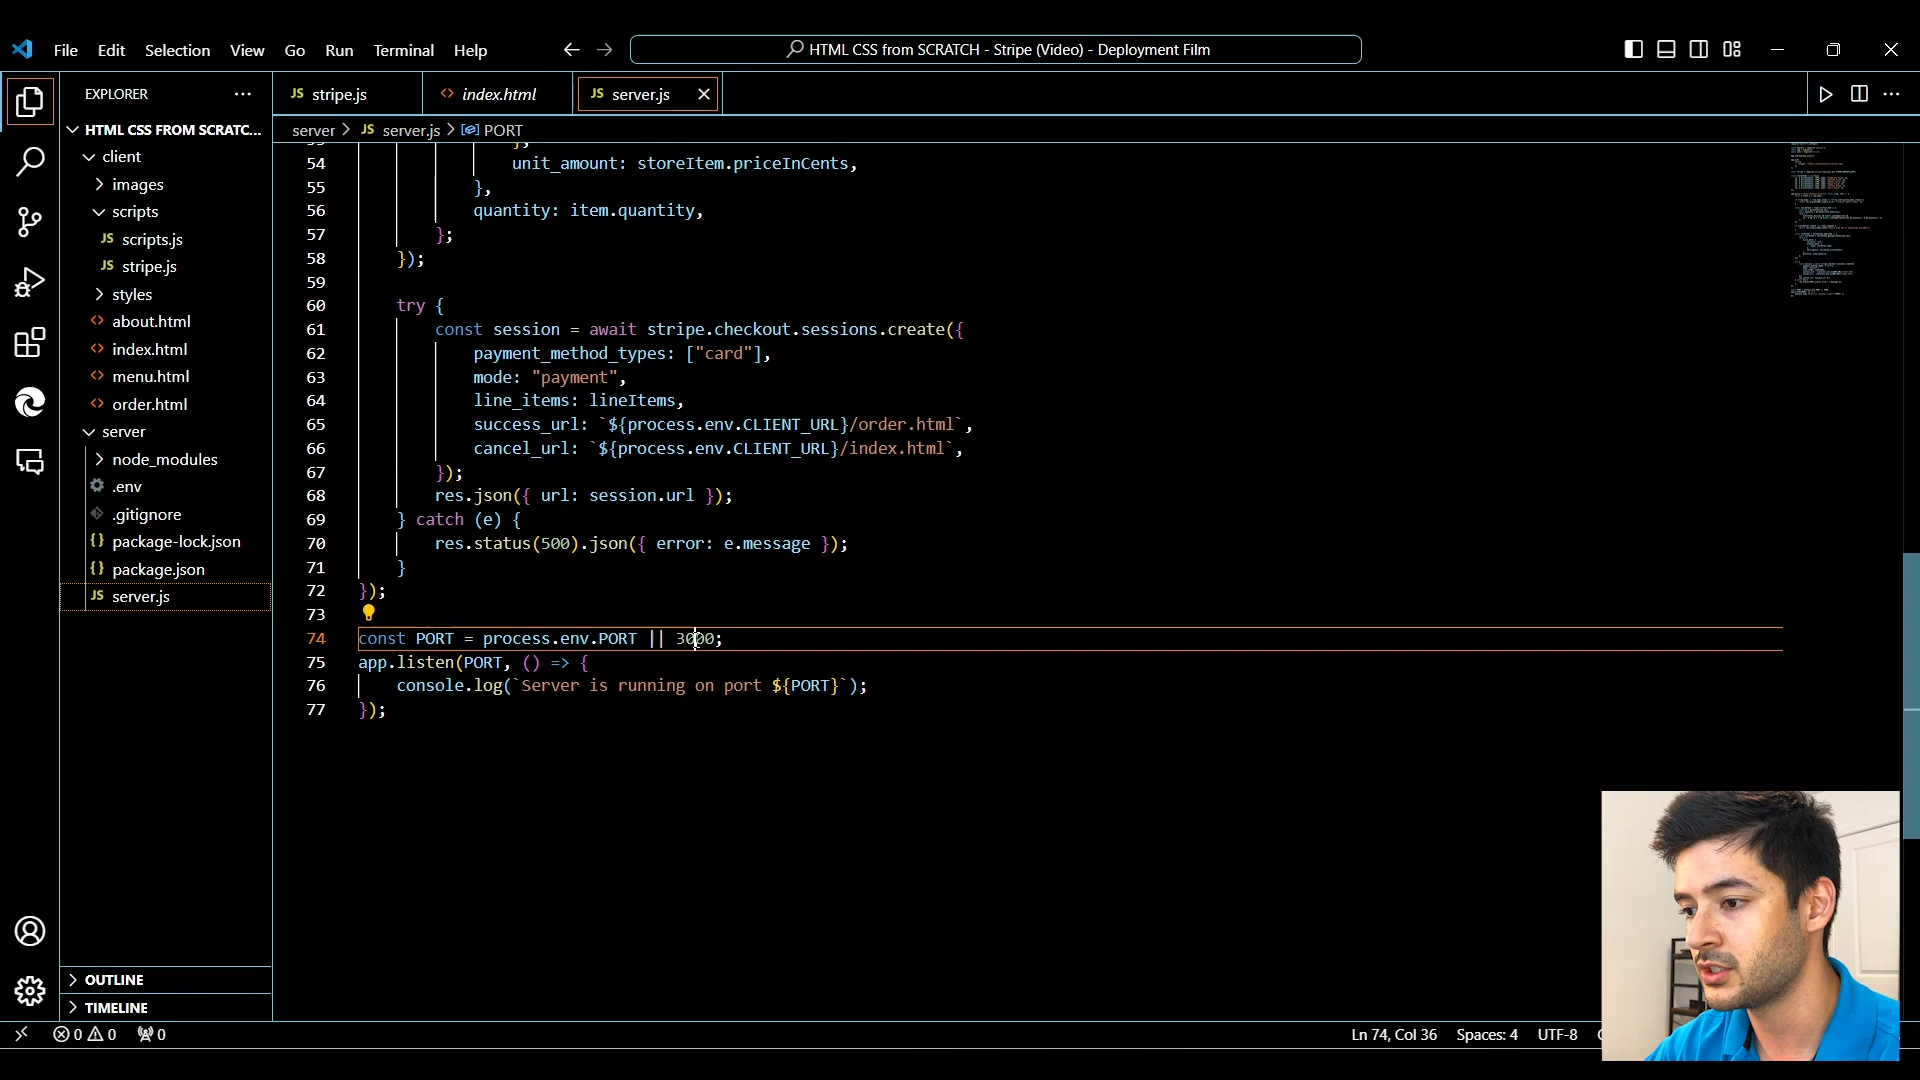 File Edit Selection View Go Run Terminal Help
HTML CSS from SCRATCH - Stripe (Video) - Deployment Film
EXPLORER
HTML CSS FROM SCRATC...
client
images
scripts
JS scripts.js
JS stripe.js
styles
<> about.html
<> index.html
<> menu.html
<> order.html
server
node_modules
.env
.gitignore
{} package-lock.json
{} package.json
JS server.js
OUTLINE
TIMELINE
JS stripe.js
<> index.html
JS server.js
server > JS server.js > PORT
54 unit_amount: storeItem.priceInCents,
55 },
56 quantity: item.quantity,
57 };
58 });
59
60 try {
61 const session = await stripe.checkout.sessions.create({
62 payment_method_types: ["card"],
63 mode: "payment",
64 line_items: lineItems,
65 success_url: `${process.env.CLIENT_URL}/order.html`,
66 cancel_url: `${process.env.CLIENT_URL}/index.html`,
67 });
68 res.json({ url: session.url });
69 } catch (e) {
70 res.status(500).json({ error: e.message });
71 }
72 });
73
74 const PORT = process.env.PORT || 3000;
75 app.listen(PORT, () => {
76 console.log(`Server is running on port ${PORT}`);
77 });
0 0 0
Ln 74, Col 36 Spaces: 4 UTF-8